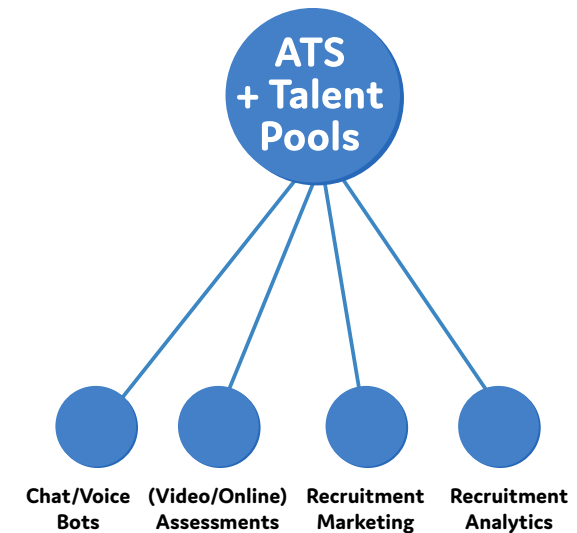 ATS
+ Talent
Pools
Chat/Voice
Bots
(Video/Online)
Assessments
Recruitment
Marketing
Recruitment
Analytics